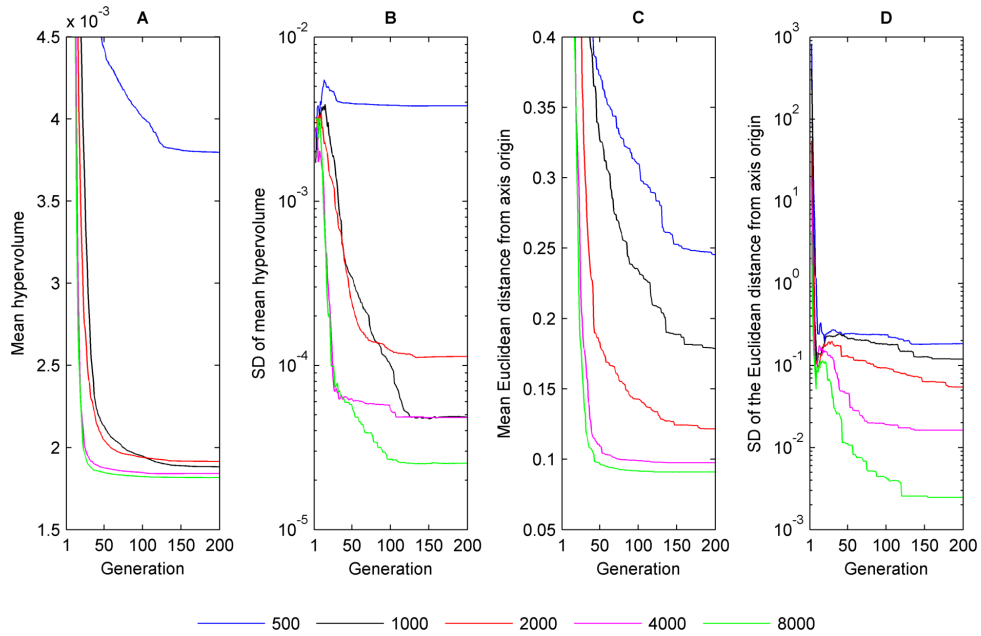 A
B
C
D
x 10^-3
4.5
4
3.5
3
2.5
2
1.5
Mean hypervolume
1 50 100 150 200
Generation
10^-2
10^-3
10^-4
10^-5
SD of mean hypervolume
1 50 100 150 200
Generation
0.4
0.35
0.3
0.25
0.2
0.15
0.1
0.05
Mean Euclidean distance from axis origin
1 50 100 150 200
Generation
10^3
10^2
10^1
10^0
10^-1
10^-2
10^-3
SD of the Euclidean distance from axis origin
1 50 100 150 200
Generation
500 1000 2000 4000 8000